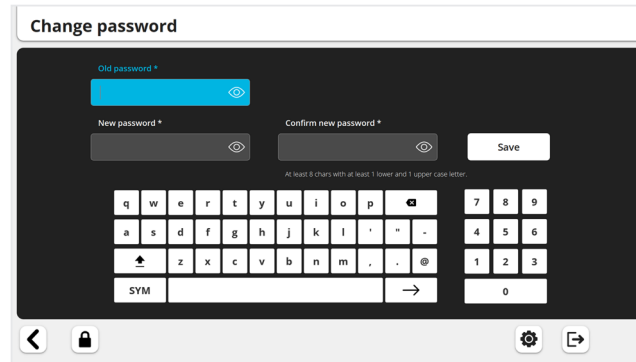 Change password
Old password *
New password *
Confirm new password *
Save
At least 8 chars with at least 1 lower and 1 upper case letter.
q w e r t y u i o p 7 8 9
a s d f g h j k l ' " - 4 5 6
z x c v b n m , . @ 1 2 3
SYM 0